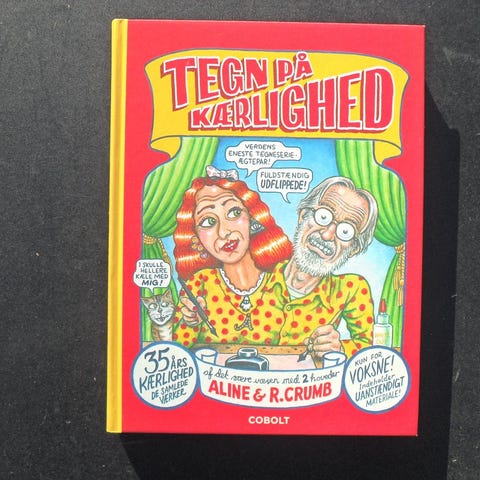 TEGN PÅ
KÆRLIGHED
VERDENS
ENESTE TEGNESERIE-
ÆGTEPAR!
FULDSTÆNDIG
UDFLIPPEDE!
I SKULLE
HELLERE
KÆLE MED
MIG!
35 ÅRS
KÆRLIGHED
DE SAMLEDE
VÆRKER
af det sære væsen med 2 hoveder
ALINE & R.CRUMB
KUN FOR
VOKSNE!
Indeholder
UANSTÆNDIGT
MATERIALE!
COBOLT